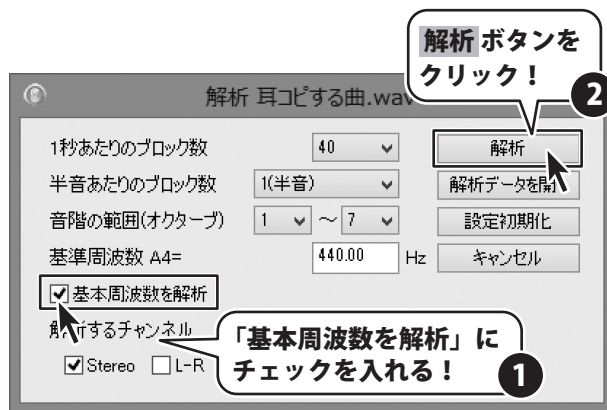 解析 ボタンを
クリック！
2
解析 耳コピする曲.wav
1秒あたりのブロック数 40 解析
半音あたりのブロック数 1(半音) 解析データを開
音階の範囲(オクターブ) 1 ～ 7 設定初期化
基準周波数 A4= 440.00 Hz キャンセル
基本周波数を解析
解析するチャンネル
Stereo L-R
「基本周波数を解析」に
チェックを入れる！
1